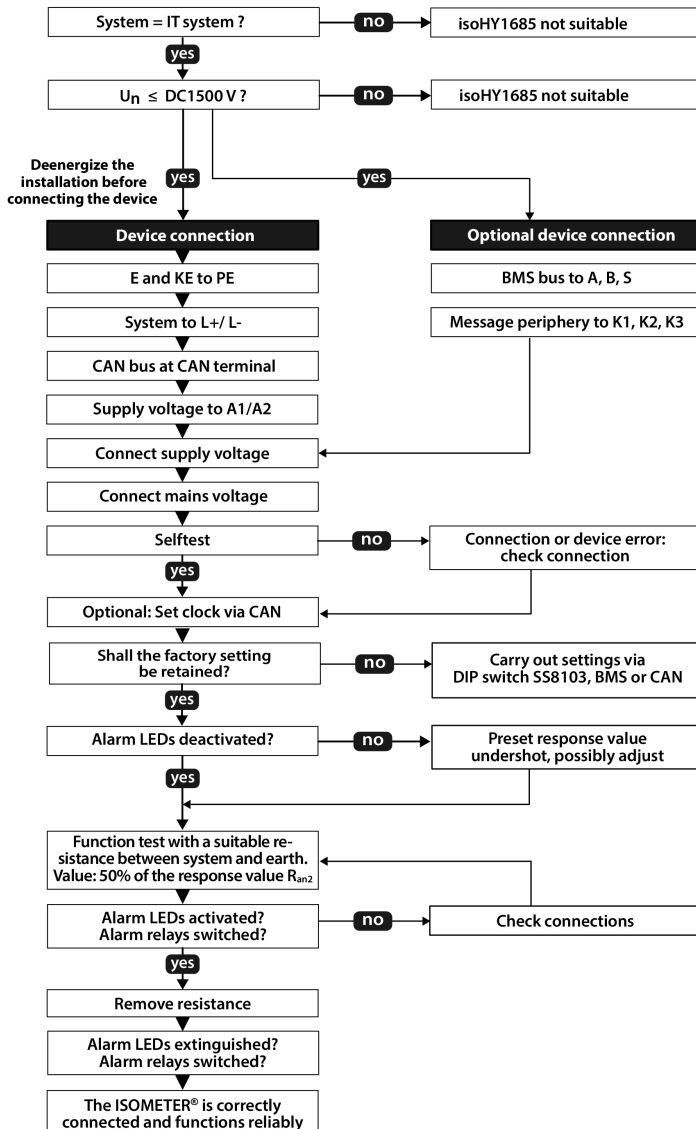 System = IT system ?
no
isoHY1685 not suitable
yes
Un ≤ DC1500 V ?
no
isoHY1685 not suitable
Deenergize the
installation before
connecting the device
yes
yes
Device connection
Optional device connection
E and KE to PE
BMS bus to A, B, S
System to L+/ L-
Message periphery to K1, K2, K3
CAN bus at CAN terminal
Supply voltage to A1/A2
Connect supply voltage
Connect mains voltage
Selftest
no
Connection or device error:
check connection
yes
Optional: Set clock via CAN
Shall the factory setting
be retained?
no
Carry out settings via
DIP switch SS8103, BMS or CAN
yes
Alarm LEDs deactivated?
no
Preset response value
undershot, possibly adjust
yes
Function test with a suitable re-
sistance between system and earth.
Value: 50% of the response value Ran2
Alarm LEDs activated?
Alarm relays switched?
no
Check connections
yes
Remove resistance
Alarm LEDs extinguished?
Alarm relays switched?
The ISOMETER® is correctly
connected and functions reliably